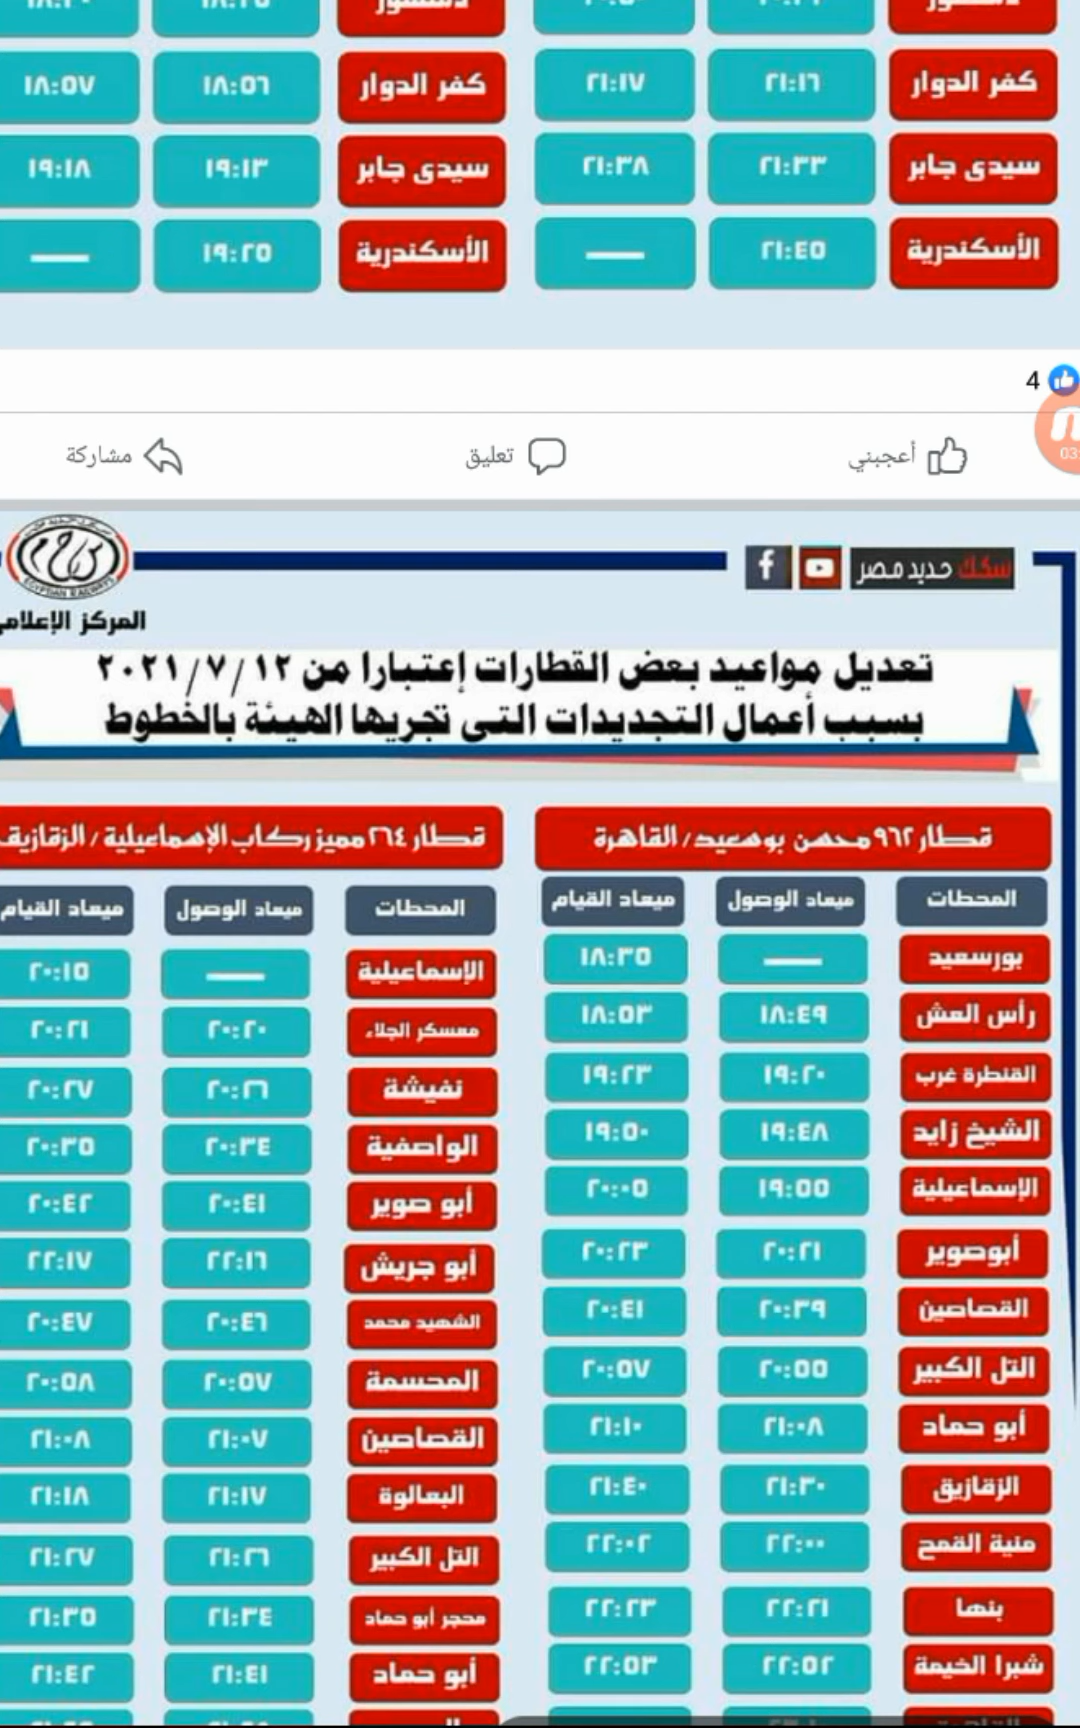 كفر الدوار ٢١:١٦ ٢١:١٧ كفر الدوار ١٨:٥٦ ١٨:٥٧
سيدى جابر ٢١:٣٣ ٢١:٣٨ سيدى جابر ١٩:١٣ ١٩:١٨
الأسكندرية ٢١:٤٥ — الأسكندرية ١٩:٢٥ —
4
أعجبني تعليق مشاركة
سكك حديد مصر
EGYPTIAN RAILWAYS
المركز الإعلامي
تعديل مواعيد بعض القطارات إعتبارا من ١٢ /٧ /٢٠٢١
بسبب أعمال التجديدات التى تجريها الهيئة بالخطوط
قطار ٩٦٢ محسن بوسعيد/ القاهرة قطار ٢٦٤ مميز ركاب الإسماعيلية / الزقازيق
المحطات ميعاد الوصول ميعاد القيام المحطات ميعاد الوصول ميعاد القيام
بورسعيد — ١٨:٣٥ الإسماعيلية — ٢٠:١٥
رأس العش ١٨:٤٩ ١٨:٥٣ معسكر الجلاء ٢٠:٢٠ ٢٠:٢١
القنطرة غرب ١٩:٢٠ ١٩:٢٣ نفيشة ٢٠:٢٦ ٢٠:٢٧
الشيخ زايد ١٩:٤٨ ١٩:٥٠ الواصفية ٢٠:٣٤ ٢٠:٣٥
الإسماعيلية ١٩:٥٥ ٢٠:٠٥ أبو صوير ٢٠:٤١ ٢٠:٤٢
أبوصوير ٢٠:٢١ ٢٠:٢٣ أبو جريش ٢٢:١٦ ٢٢:١٧
القصاصين ٢٠:٣٩ ٢٠:٤١ الشهيد محمد ٢٠:٤٦ ٢٠:٤٧
التل الكبير ٢٠:٥٥ ٢٠:٥٧ المحسمة ٢٠:٥٧ ٢٠:٥٨
أبو حماد ٢١:٠٨ ٢١:١٠ القصاصين ٢١:٠٧ ٢١:٠٨
الزقازيق ٢١:٣٠ ٢١:٤٠ البعالوة ٢١:١٧ ٢١:١٨
منية القمح ٢٢:٠٠ ٢٢:٠٢ التل الكبير ٢١:٢٦ ٢١:٢٧
بنها ٢٢:٢١ ٢٢:٢٣ محجر أبو حماد ٢١:٣٤ ٢١:٣٥
شبرا الخيمة ٢٢:٥٢ ٢٢:٥٣ أبو حماد ٢١:٤١ ٢١:٤٢